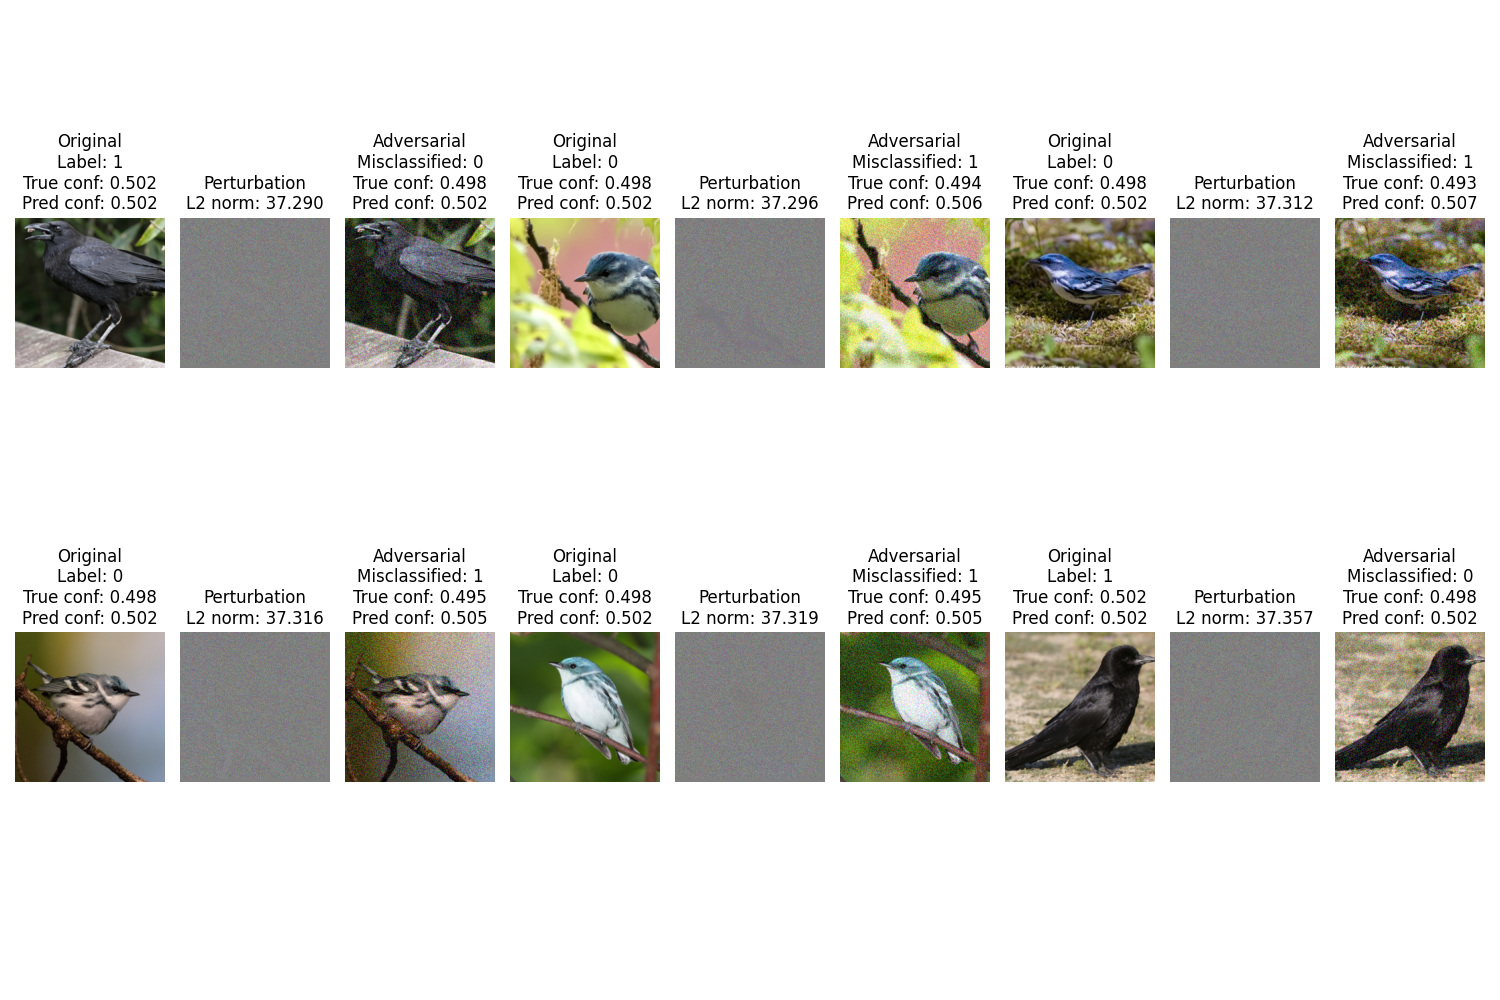 Original
Label: 1
True conf: 0.502
Pred conf: 0.502
Perturbation
L2 norm: 37.290
Adversarial
Misclassified: 0
True conf: 0.498
Pred conf: 0.502
Original
Label: 0
True conf: 0.498
Pred conf: 0.502
Perturbation
L2 norm: 37.296
Adversarial
Misclassified: 1
True conf: 0.494
Pred conf: 0.506
Original
Label: 0
True conf: 0.498
Pred conf: 0.502
Perturbation
L2 norm: 37.312
Adversarial
Misclassified: 1
True conf: 0.493
Pred conf: 0.507
Original
Label: 0
True conf: 0.498
Pred conf: 0.502
Perturbation
L2 norm: 37.316
Adversarial
Misclassified: 1
True conf: 0.495
Pred conf: 0.505
Original
Label: 0
True conf: 0.498
Pred conf: 0.502
Perturbation
L2 norm: 37.319
Adversarial
Misclassified: 1
True conf: 0.495
Pred conf: 0.505
Original
Label: 1
True conf: 0.502
Pred conf: 0.502
Perturbation
L2 norm: 37.357
Adversarial
Misclassified: 0
True conf: 0.498
Pred conf: 0.502